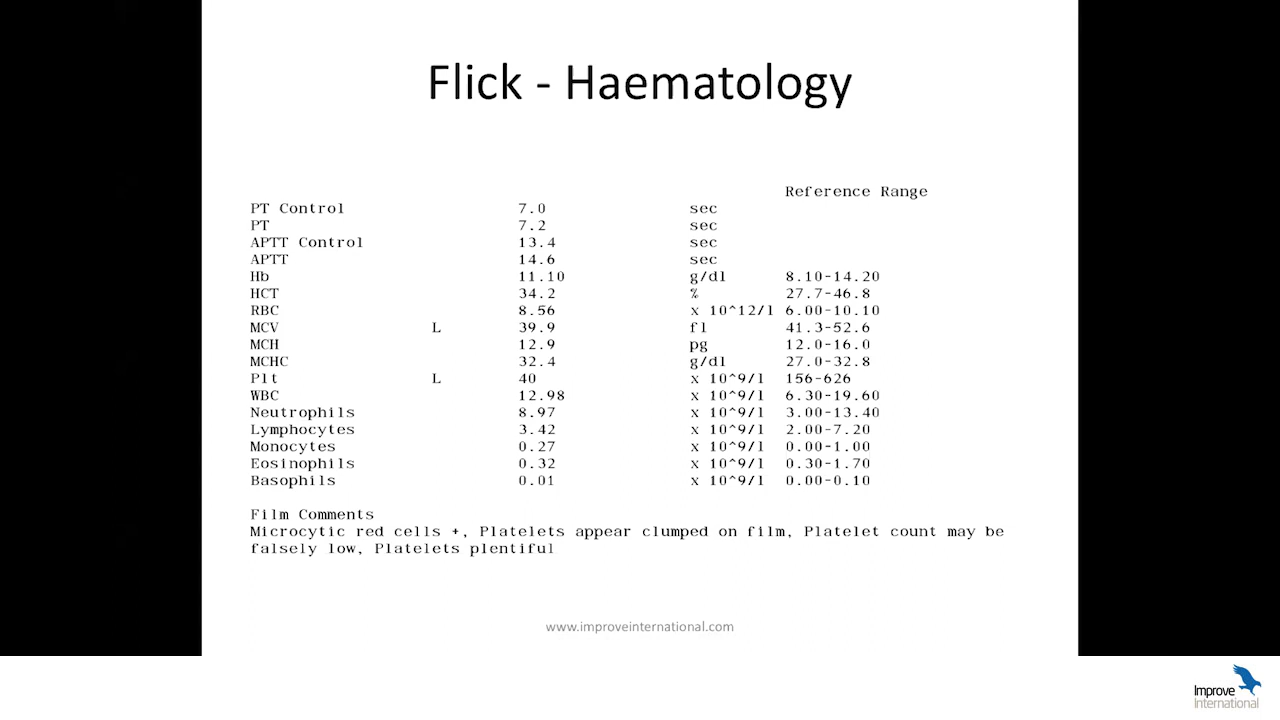 Flick - Haematology
Reference Range
PT Control 7.0 sec
PT 7.2 sec
APTT Control 13.4 sec
APTT 14.6 sec
Hb 11.10 g/dl 8.10-14.20
HCT 34.2 % 27.7-46.8
RBC 8.56 x 10^12/l 6.00-10.10
MCV L 39.9 fl 41.3-52.6
MCH 12.9 pg 12.0-16.0
MCHC 32.4 g/dl 27.0-32.8
Plt L 40 x 10^9/l 156-626
WBC 12.98 x 10^9/l 6.30-19.60
Neutrophils 8.97 x 10^9/l 3.00-13.40
Lymphocytes 3.42 x 10^9/l 2.00-7.20
Monocytes 0.27 x 10^9/l 0.00-1.00
Eosinophils 0.32 x 10^9/l 0.30-1.70
Basophils 0.01 x 10^9/l 0.00-0.10
Film Comments
Microcytic red cells +, Platelets appear clumped on film, Platelet count may be
falsely low, Platelets plentiful
www.improveinternational.com
Improve
International